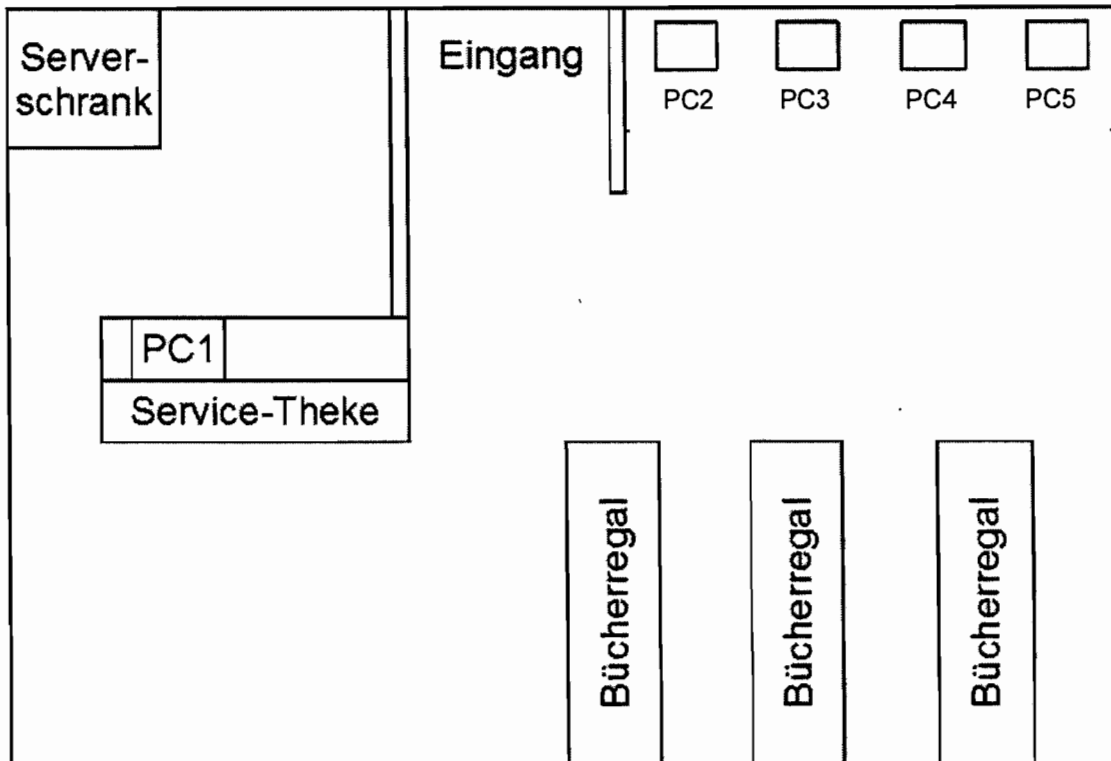 Server-
schrank
Eingang
PC2
PC3
PC4
PC5
PC1
Service-Theke
Bücherregal
Bücherregal
Bücherregal